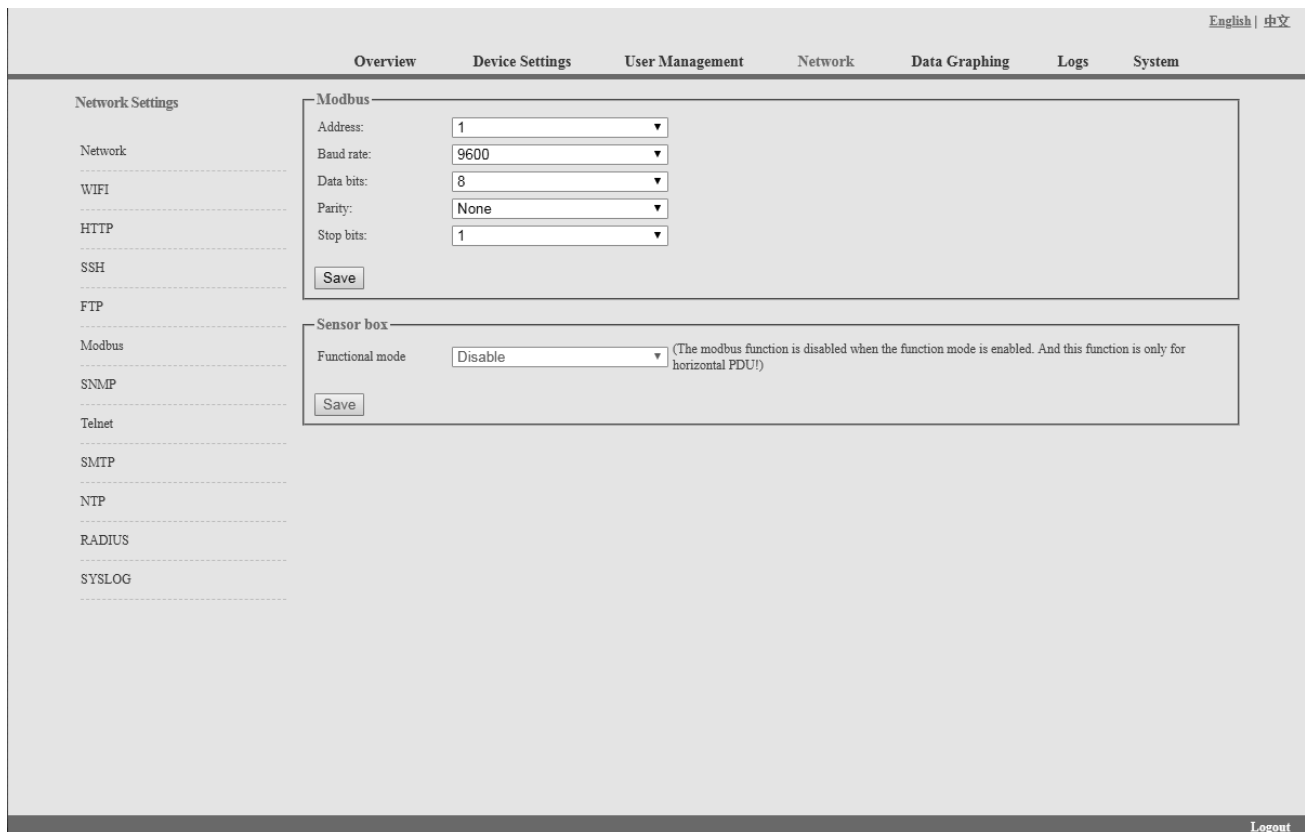 English | 中文
Overview Device Settings User Management Network Data Graphing Logs System
Network Settings
Network
WIFI
HTTP
SSH
FTP
Modbus
SNMP
Telnet
SMTP
NTP
RADIUS
SYSLOG
Modbus
Address: 1
Baud rate: 9600
Data bits: 8
Parity: None
Stop bits: 1
Save
Sensor box
Functional mode Disable (The modbus function is disabled when the function mode is enabled. And this function is only for
horizontal PDU!)
Save
Logout